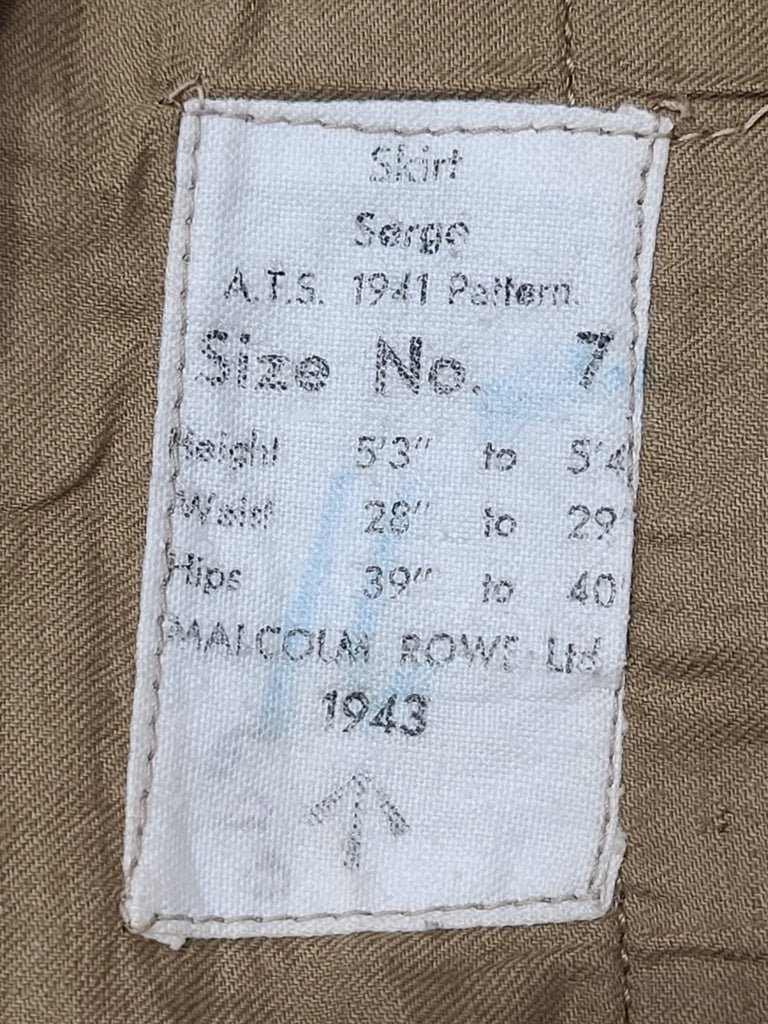 Skirt
Serge
A.T.S. 1941 Pattern.
Size No. 7
Height 5'3" to 5'4
Waist 28" to 29"
Hips 39" to 40"
MALCOLM ROWE Ltd
1943